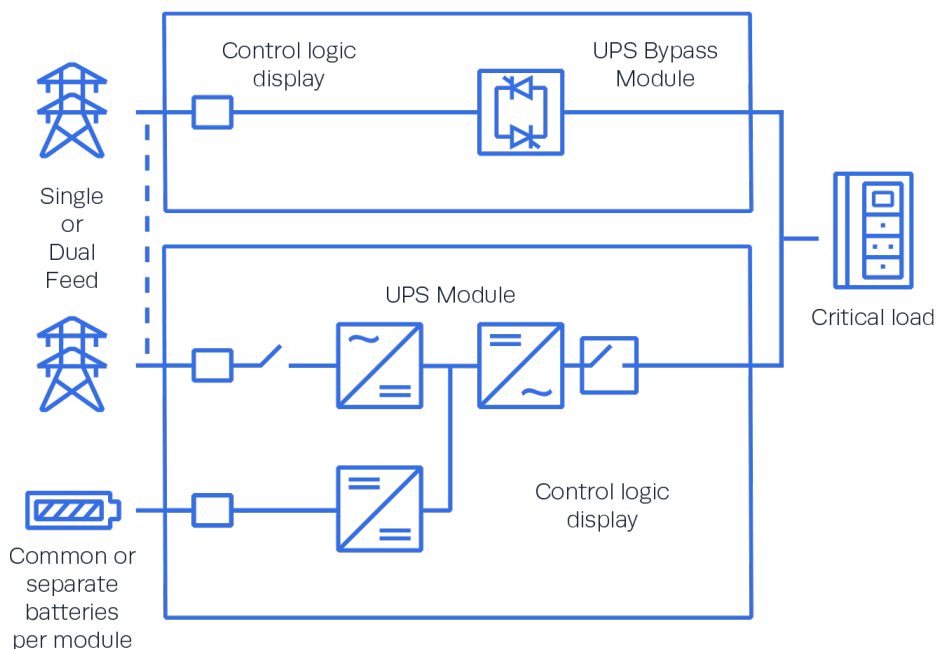 Control logic
display
UPS Bypass
Module
Single
or
Dual
Feed
UPS Module
Critical load
Control logic
display
Common or
separate
batteries
per module